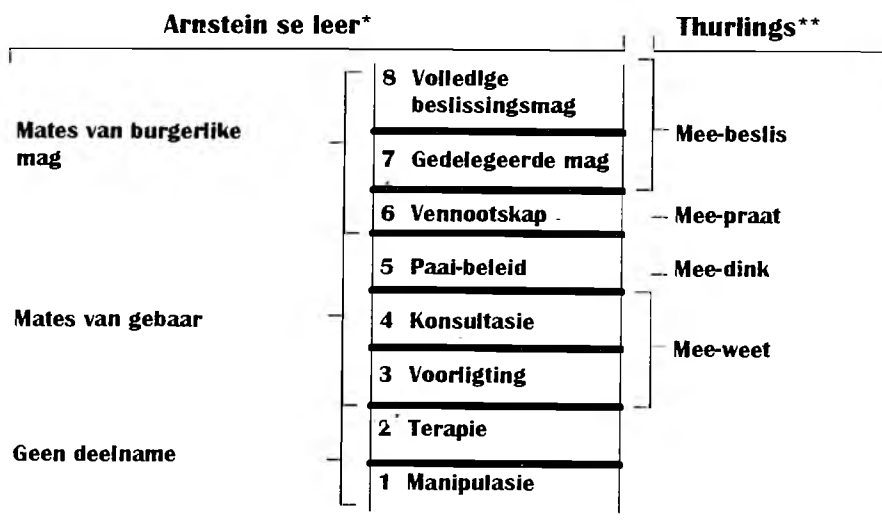 Arnstein se leer*
Thurlings**
8 Volledige
beslissingsmag
Mates van burgerlike
mag
Mee-beslis
7 Gedelegeerde mag
6 Vennootskap
Mee-praat
5 Paai-beleid
Mee-dink
Mates van gebaar
4 Konsultasie
Mee-weet
3 Voorligting
2 Terapie
Geen deelname
1 Manipulasie